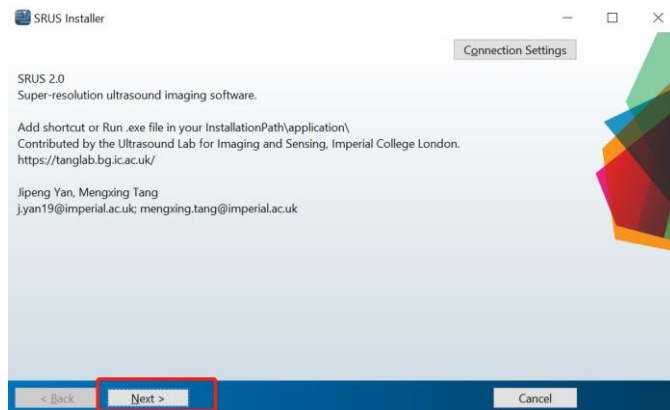 SRUS Installer
Connection Settings
SRUS 2.0
Super-resolution ultrasound imaging software.
Add shortcut or Run .exe file in your InstallationPath\application\
Contributed by the Ultrasound Lab for Imaging and Sensing, Imperial College London.
https://tanglab.bg.ic.ac.uk/
Jipeng Yan, Mengxing Tang
j.yan19@imperial.ac.uk; mengxing.tang@imperial.ac.uk
< Back
Next >
Cancel